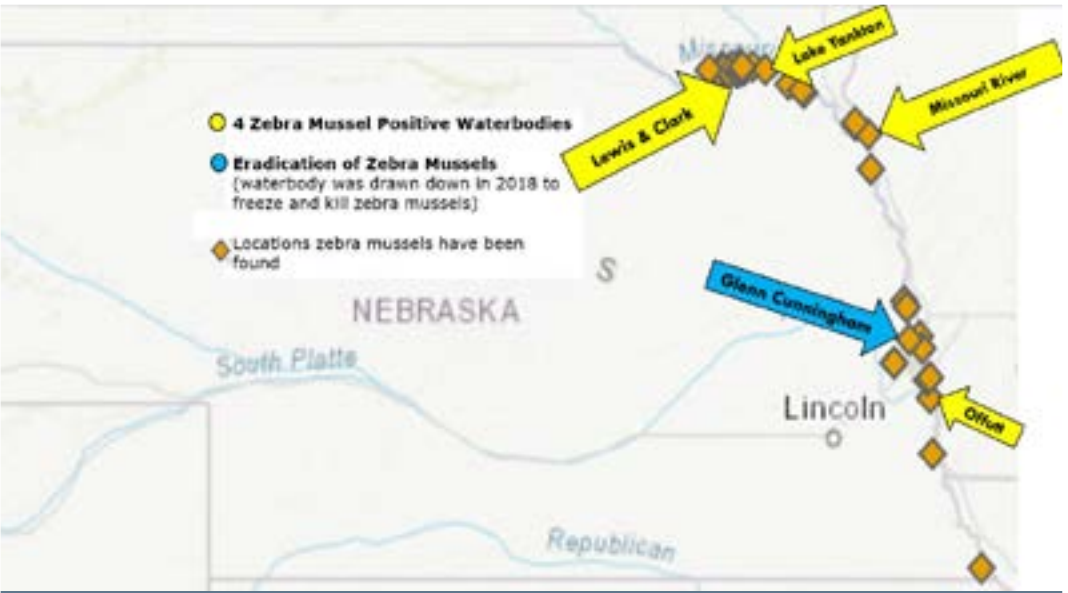 Missouri
Lake Yankton
Missouri River
Lewis & Clark
4 Zebra Mussel Positive Waterbodies
Eradication of Zebra Mussels
(waterbody was drawn down in 2018 to
freeze and kill zebra mussels)
Locations zebra mussels have been
found
S
Glenn Cunningham
NEBRASKA
South Platte
Lincoln
Offutt
Republican